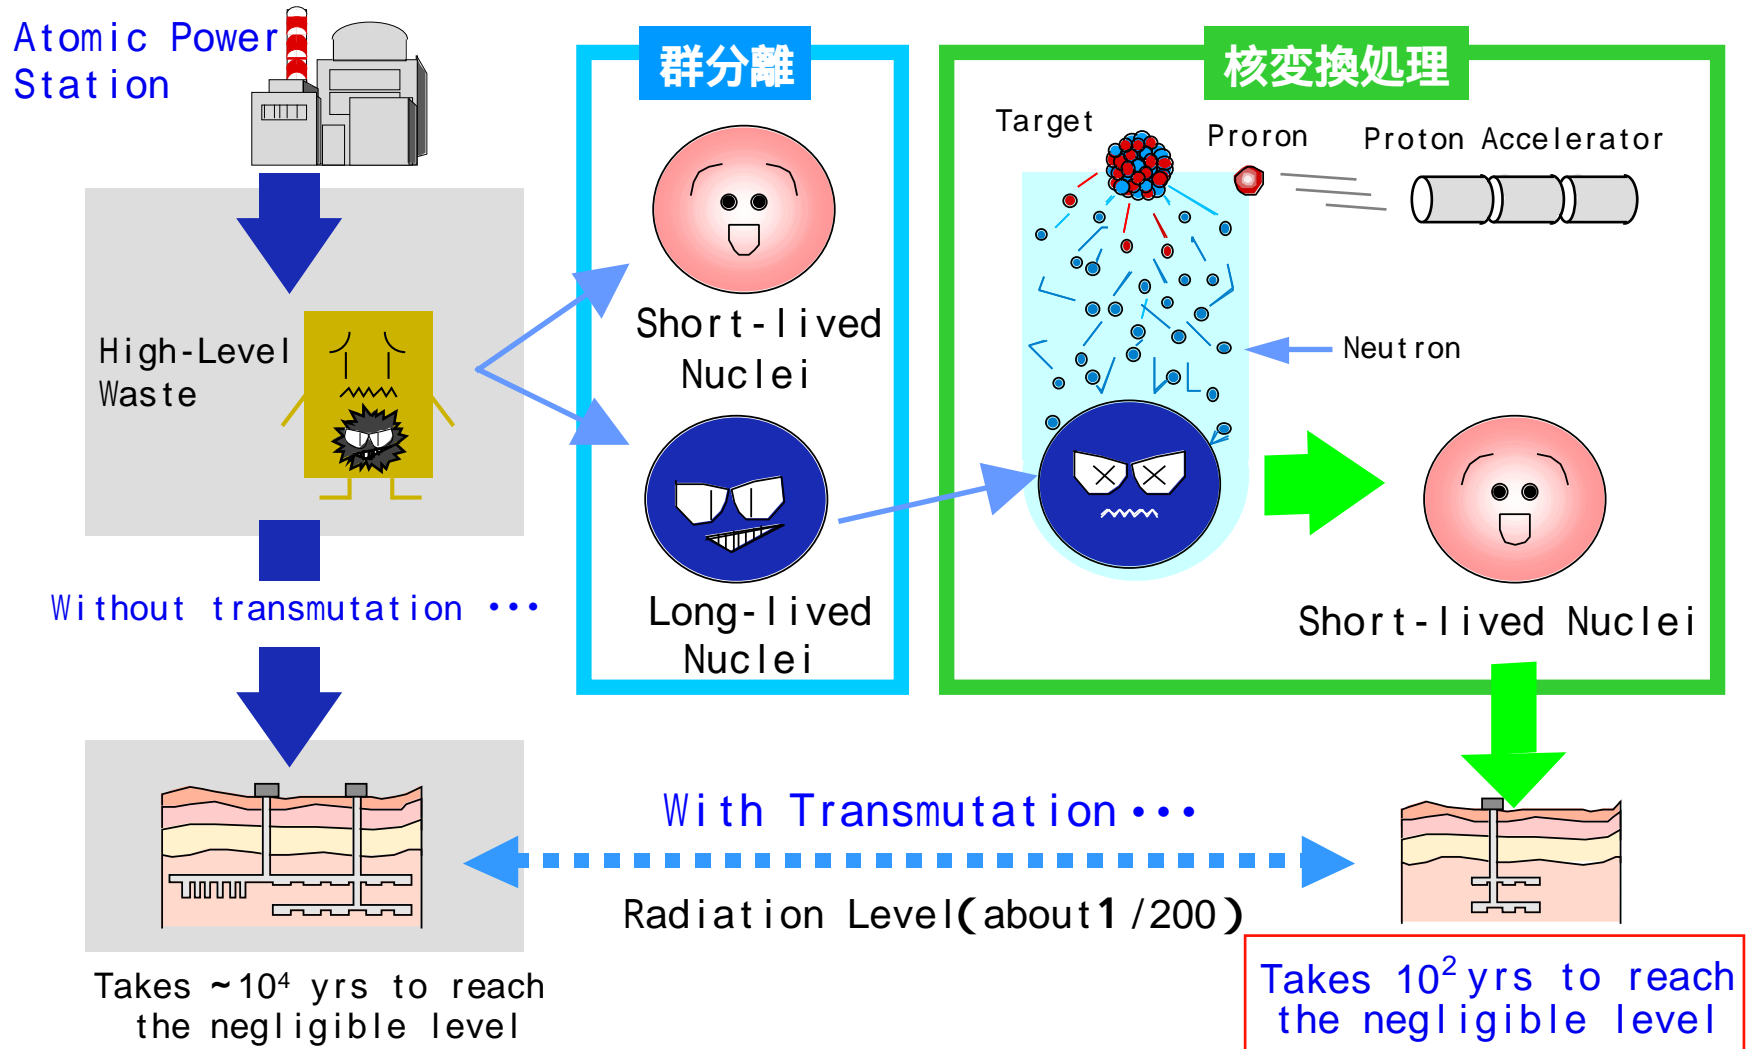 Atomic Power
Station
群分離
核変換処理
Target
Proron
Proton Accelerator
High-Level
Waste
Short-lived
Nuclei
Neutron
Without transmutation ･･･
Long-lived
Nuclei
Short-lived Nuclei
With Transmutation･･･
Radiation Level(about1/200)
Takes ~10⁴ yrs to reach
the negligible level
Takes 10² yrs to reach
the negligible level